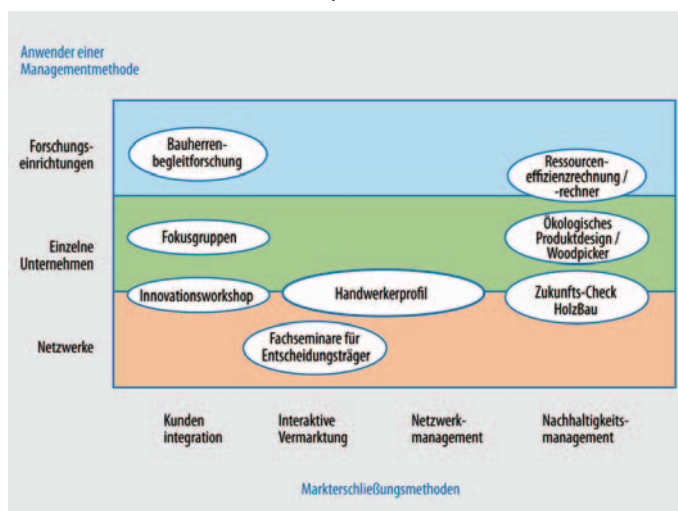 Anwender einer
Managementmethode
Forschungs-
einrichtungen
Bauherren-
begleitforschung
Ressourcen-
effizienzrechnung /
-rechner
Einzelne
Unternehmen
Fokusgruppen
Ökologisches
Produktdesign /
Woodpicker
Innovationsworkshop
Handwerkerprofil
Zukunfts-Check
HolzBau
Netzwerke
Fachseminare für
Entscheidungsträger
Kunden
integration
Interaktive
Vermarktung
Netzwerk-
management
Nachhaltigkeits-
management
Markterschließungsmethoden